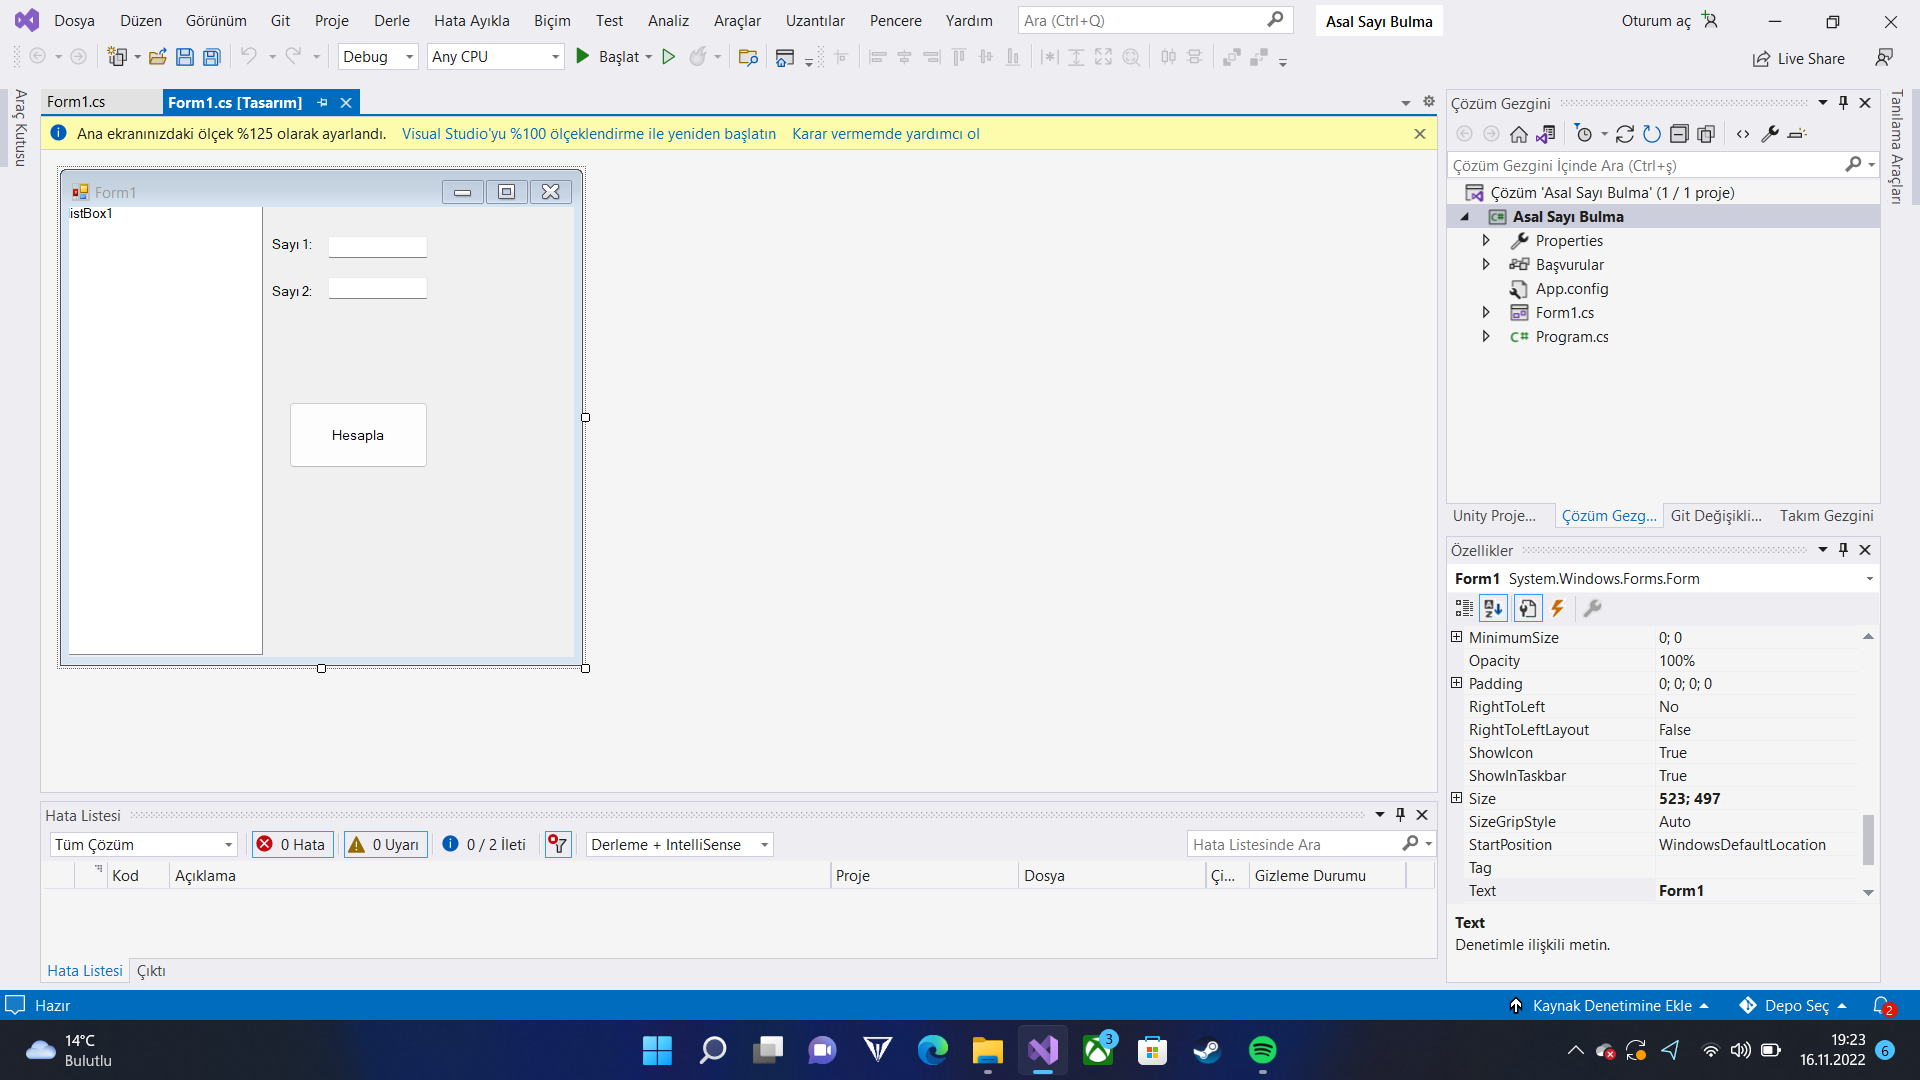 Dosya Düzen Görünüm Git Proje Derle Hata Ayıkla Biçim Test Analiz Araçlar Uzantılar Pencere Yardım Ara (Ctrl+Q) Asal Sayı Bulma Oturum aç
Debug Any CPU Başlat Live Share
Araç Kutusu
Form1.cs Form1.cs [Tasarım]
Ana ekranınızdaki ölçek %125 olarak ayarlandı. Visual Studio'yu %100 ölçeklendirme ile yeniden başlatın Karar vermemde yardımcı ol
Form1
istBox1
Sayı 1:
Sayı 2:
Hesapla
Hata Listesi
Tüm Çözüm 0 Hata 0 Uyarı 0 / 2 İleti Derleme + IntelliSense Hata Listesinde Ara
Kod Açıklama Proje Dosya Çi... Gizleme Durumu
Hata Listesi Çıktı
Çözüm Gezgini
Çözüm Gezgini İçinde Ara (Ctrl+ş)
Çözüm 'Asal Sayı Bulma' (1 / 1 proje)
C# Asal Sayı Bulma
Properties
Başvurular
App.config
Form1.cs
C# Program.cs
Unity Proje... Çözüm Gezg... Git Değişikli... Takım Gezgini
Özellikler
Form1 System.Windows.Forms.Form
MinimumSize 0; 0
Opacity 100%
Padding 0; 0; 0; 0
RightToLeft No
RightToLeftLayout False
ShowIcon True
ShowInTaskbar True
Size 523; 497
SizeGripStyle Auto
StartPosition WindowsDefaultLocation
Tag
Text Form1
Text
Denetimle ilişkili metin.
Tanılama Araçları
Hazır Kaynak Denetimine Ekle Depo Seç 2
14°C
Bulutlu
3
19:23
16.11.2022 6